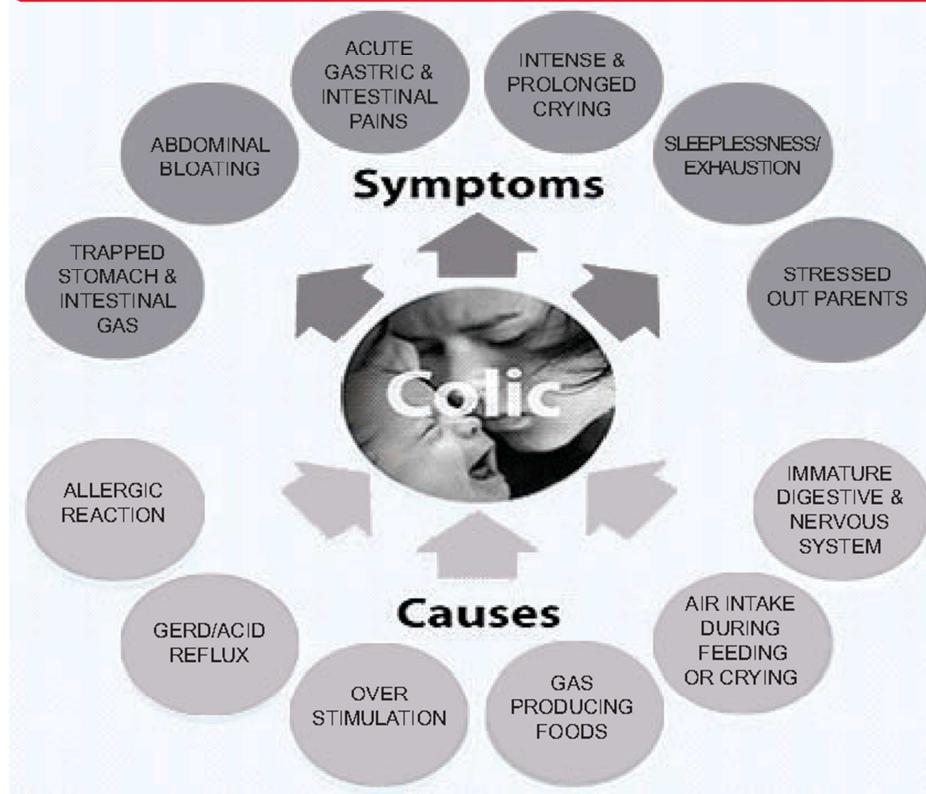 ACUTE
GASTRIC &
INTESTINAL
PAINS
INTENSE &
PROLONGED
CRYING
ABDOMINAL
BLOATING
SLEEPLESSNESS/
EXHAUSTION
Symptoms
TRAPPED
STOMACH &
INTESTINAL
GAS
STRESSED
OUT PARENTS
Colic
ALLERGIC
REACTION
IMMATURE
DIGESTIVE &
NERVOUS
SYSTEM
Causes
GERD/ACID
REFLUX
AIR INTAKE
DURING
FEEDING
OR CRYING
OVER
STIMULATION
GAS
PRODUCING
FOODS